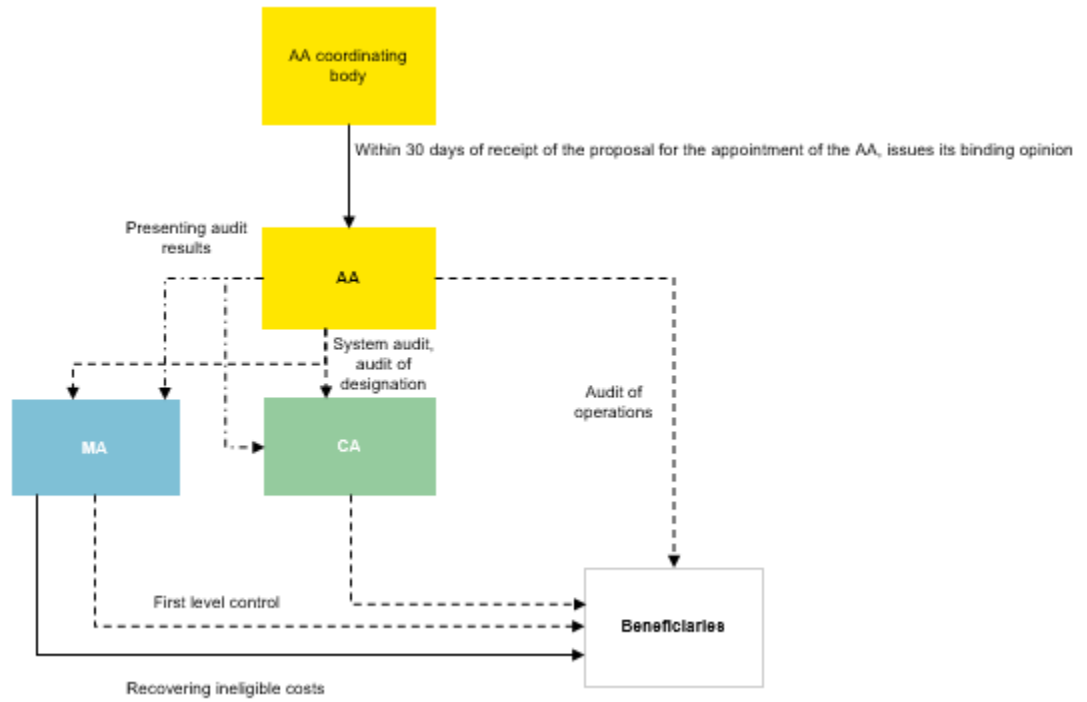 AA coordinating
body
Within 30 days of receipt of the proposal for the appointment of the AA, issues its binding opinion
Presenting audit
results
AA
System audit,
audit of
designation
Audit of
operations
MA
CA
First level control
Beneficiaries
Recovering ineligible costs